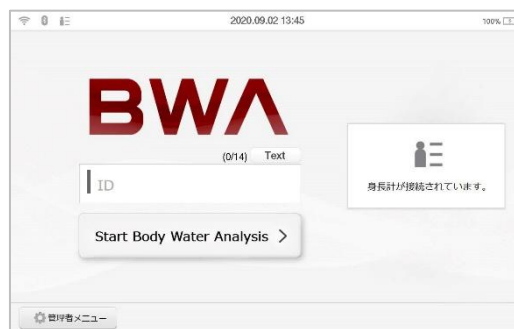 2020.09.02 13:45
100%
BWA
(0/14) Text
ID
身長計が接続されています。
Start Body Water Analysis >
管理者メニュー